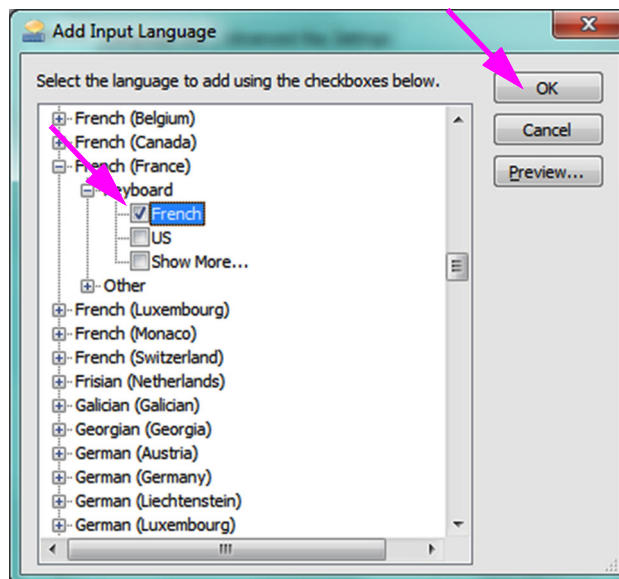 Add Input Language
Select the language to add using the checkboxes below.
French (Belgium)
French (Canada)
French (France)
Keyboard
French
US
Show More...
Other
French (Luxembourg)
French (Monaco)
French (Switzerland)
Frisian (Netherlands)
Galician (Galician)
Georgian (Georgia)
German (Austria)
German (Germany)
German (Liechtenstein)
German (Luxembourg)
OK
Cancel
Preview...